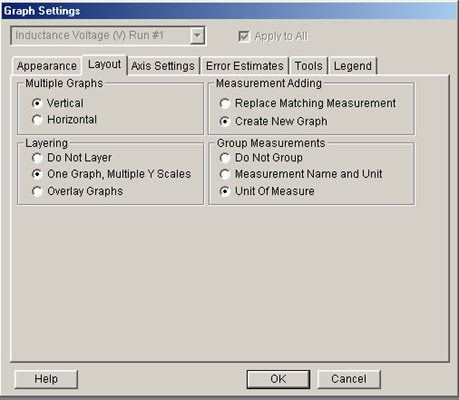 Graph Settings
Inductance Voltage (V) Run #1
Apply to All
Appearance Layout Axis Settings Error Estimates Tools Legend
Multiple Graphs
Vertical
Horizontal
Measurement Adding
Replace Matching Measurement
Create New Graph
Layering
Do Not Layer
One Graph, Multiple Y Scales
Overlay Graphs
Group Measurements
Do Not Group
Measurement Name and Unit
Unit Of Measure
Help OK Cancel